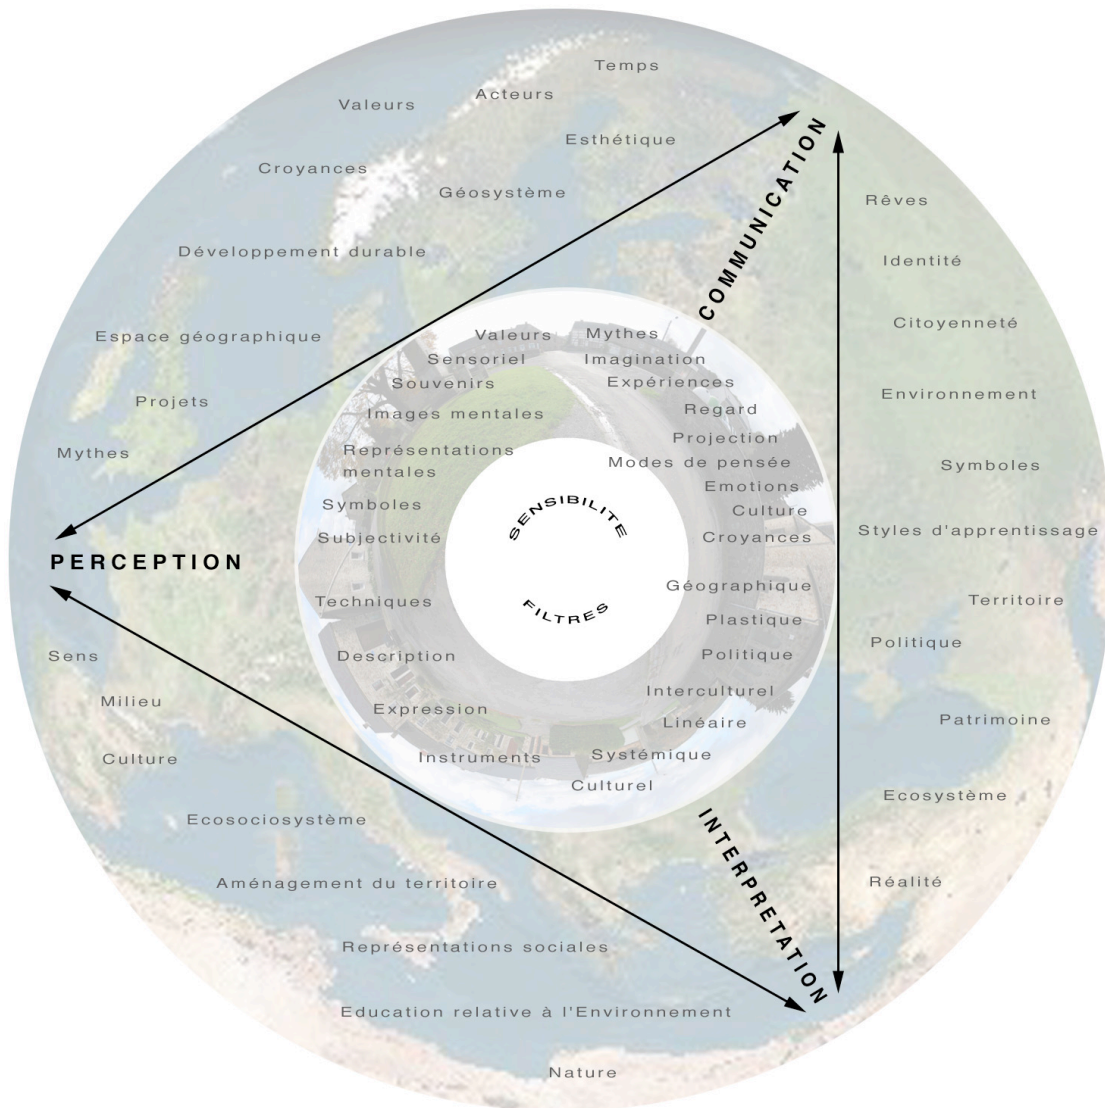 Temps
Acteurs
Valeurs
Esthétique
Croyances
Géosystème
Rêves
Développement durable
Identité
COMMUNICATION
Citoyenneté
Espace géographique
Valeurs
Mythes
Sensoriel
Imagination
Souvenirs
Expériences
Environnement
Projets
Images mentales
Regard
Mythes
Représentations
mentales
Projection
Modes de pensée
Symboles
Emotions
Symboles
Culture
SENSIBILITE
Subjectivité
Croyances
Styles d'apprentissage
PERCEPTION
Géographique
Techniques
FILTRES
Territoire
Plastique
Sens
Description
Politique
Politique
Milieu
Interculturel
Expression
Linéaire
Patrimoine
Culture
Instruments
Systémique
Culturel
Ecosystème
Ecosociosystème
INTERPRETATION
Aménagement du territoire
Réalité
Représentations sociales
Education relative à l'Environnement
Nature